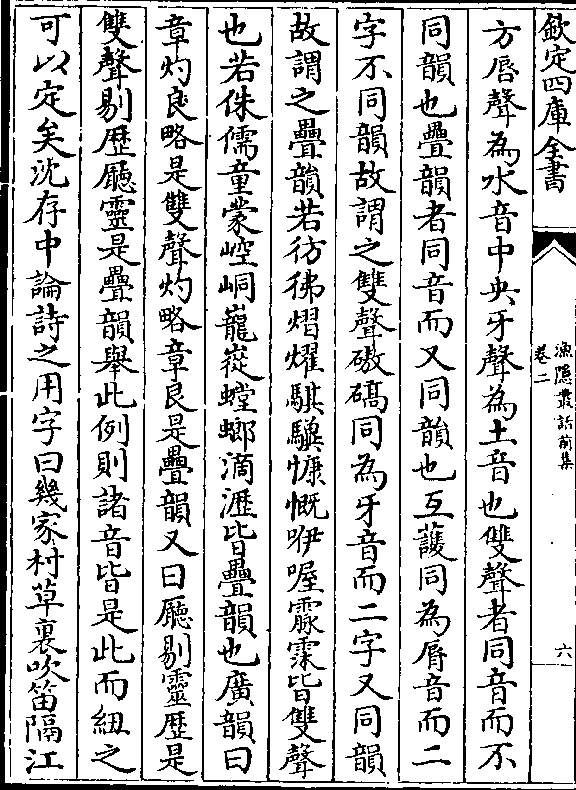 欽定四庫全書
漁隱叢話前集
卷二
六
方唇聲為水音中央牙聲為土音也雙聲者同音而不
同韻也疊韻者同音而又同韻也互護同為脣音而二
字不同韻故謂之雙聲磝碻同為牙音而二字又同韻
故謂之疊韻若彷彿熠燿騏驥慷慨咿喔霢霂皆雙聲
也若侏儒童蒙崆峒巃嵷螳螂滴瀝皆疊韻也廣韻曰
章灼良略是雙聲灼略章良是疊韻又曰廳剔靈歷是
雙聲剔歷廳靈是疊韻舉此例則諸音皆是此而紐之
可以定矣沈存中論詩之用字曰幾家村草裏吹笛隔江